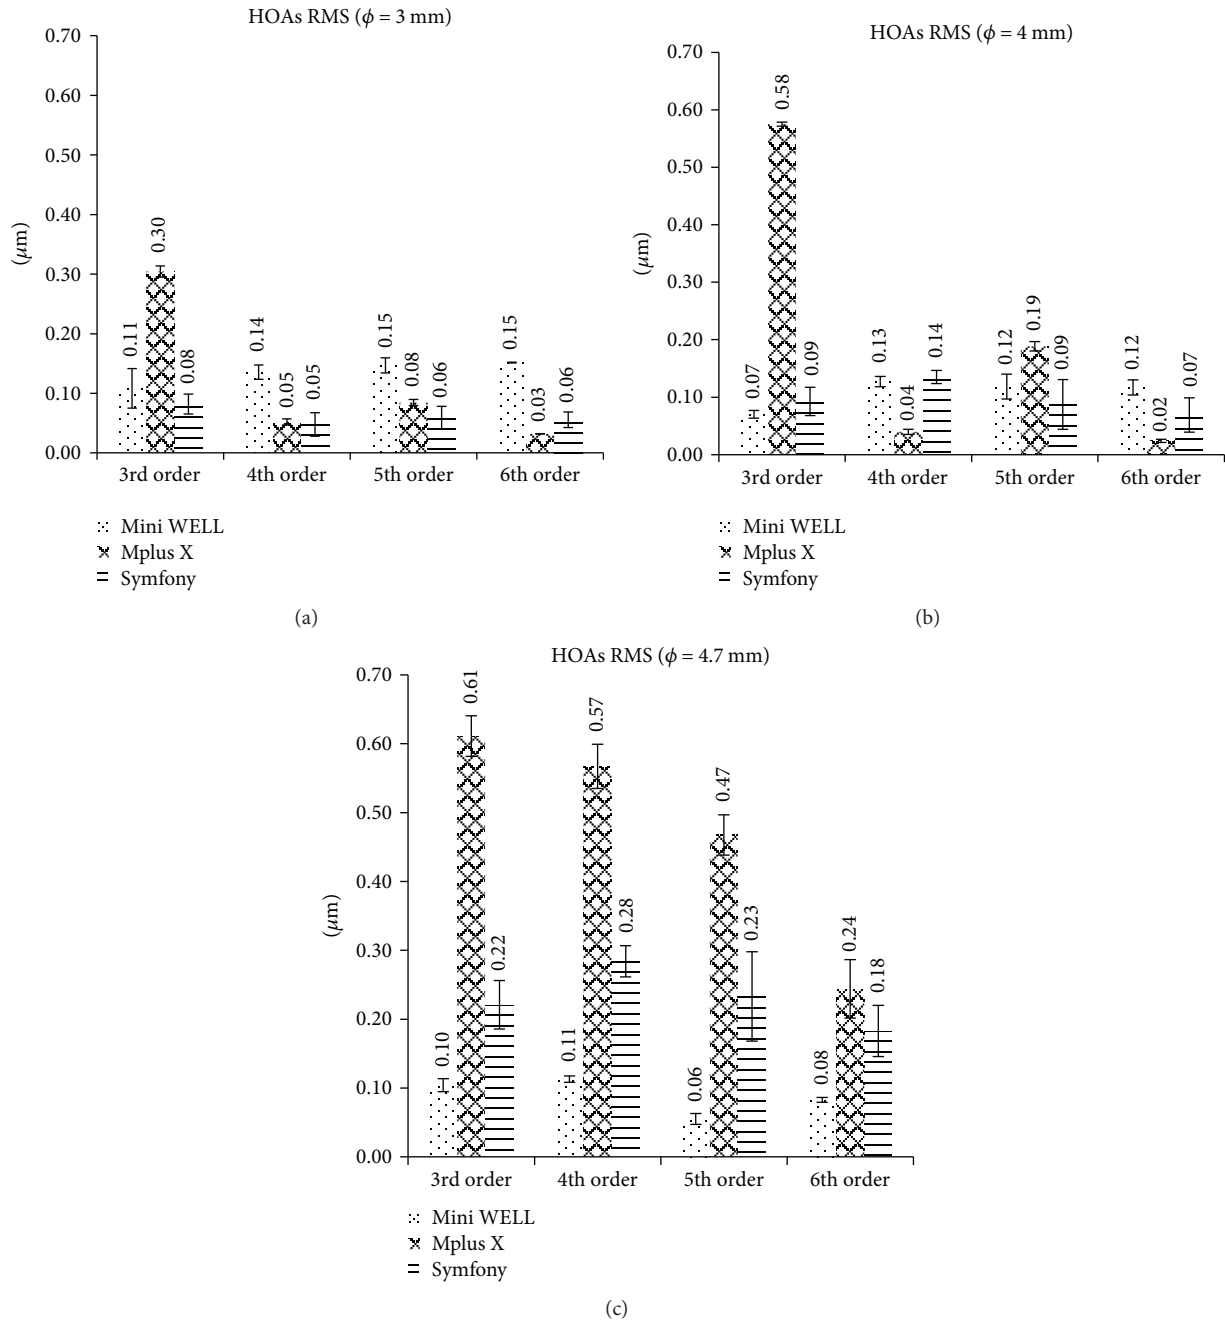 HOAs RMS (ϕ = 3 mm)
0.70
0.60
0.50
0.40
0.30
0.20
0.10
0.00
(μm)
0.11
0.30
0.08
0.14
0.05
0.05
0.15
0.08
0.06
0.15
0.03
0.06
3rd order
4th order
5th order
6th order
Mini WELL
Mplus X
Symfony
(a)
HOAs RMS (ϕ = 4 mm)
0.70
0.60
0.50
0.40
0.30
0.20
0.10
0.00
(μm)
0.07
0.58
0.09
0.13
0.04
0.14
0.12
0.19
0.09
0.12
0.02
0.07
3rd order
4th order
5th order
6th order
Mini WELL
Mplus X
Symfony
(b)
HOAs RMS (ϕ = 4.7 mm)
0.70
0.60
0.50
0.40
0.30
0.20
0.10
0.00
(μm)
0.10
0.61
0.22
0.11
0.57
0.28
0.06
0.47
0.23
0.08
0.24
0.18
3rd order
4th order
5th order
6th order
Mini WELL
Mplus X
Symfony
(c)